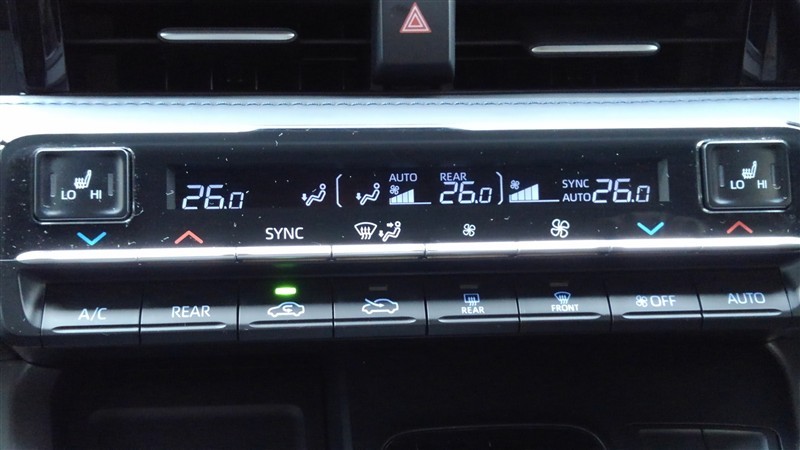 LO HI
26.0
AUTO
REAR
26.0
SYNC
AUTO
26.0
LO HI
SYNC
A/C
REAR
REAR
FRONT
OFF
AUTO